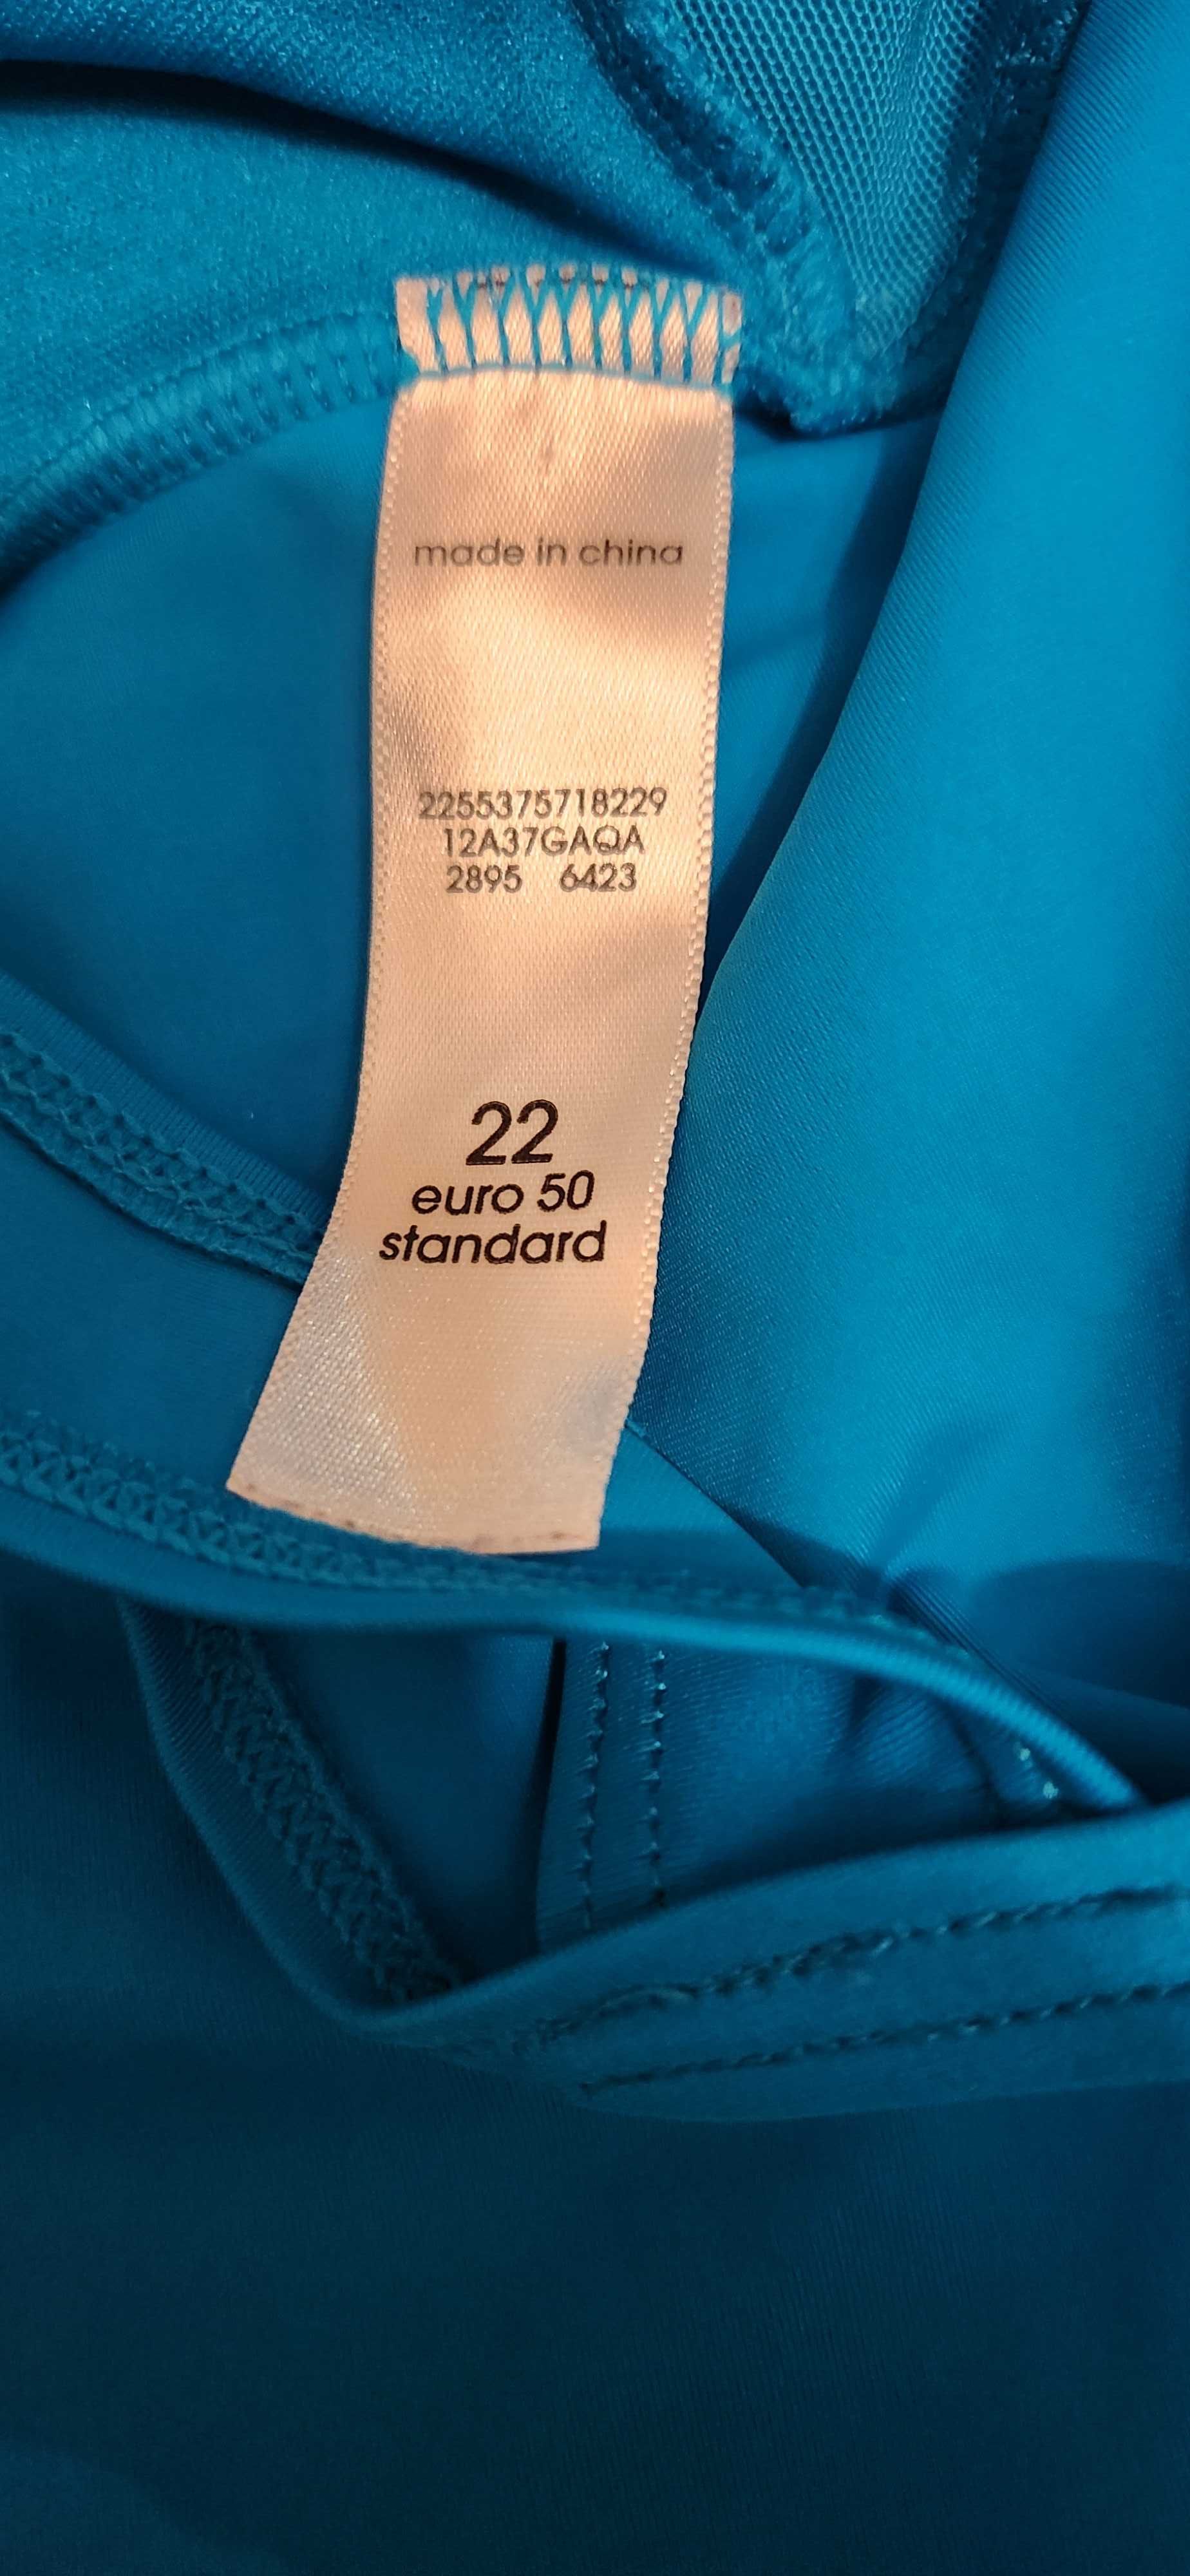 made in china
2255375718229
12A37GAQA
2895 6423
22
euro 50
standard